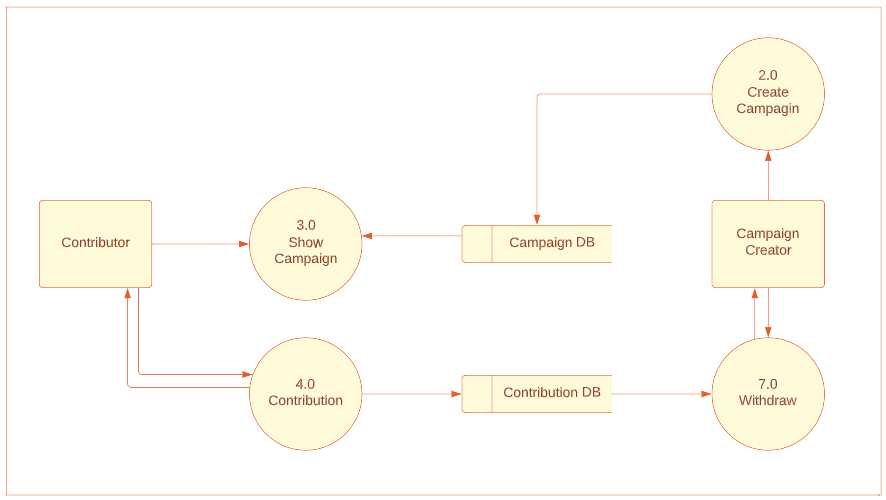 2.0
Create
Campagin
Contributor
3.0
Show
Campaign
Campaign DB
Campaign
Creator
4.0
Contribution
Contribution DB
7.0
Withdraw